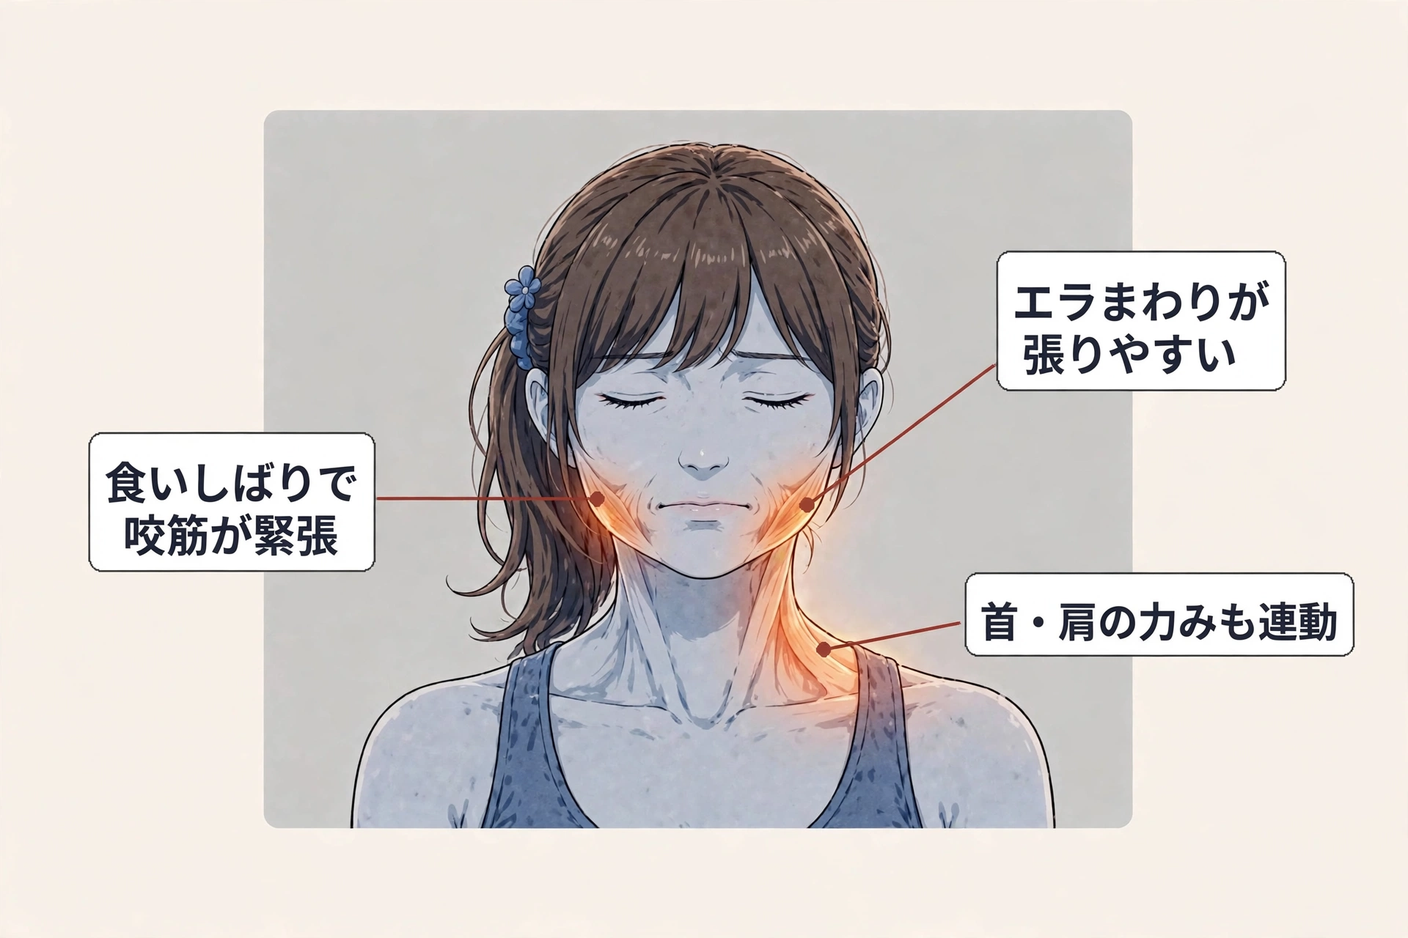 エラまわりが
張りやすい
食いしばりで
咬筋が緊張
首・肩の力みも連動